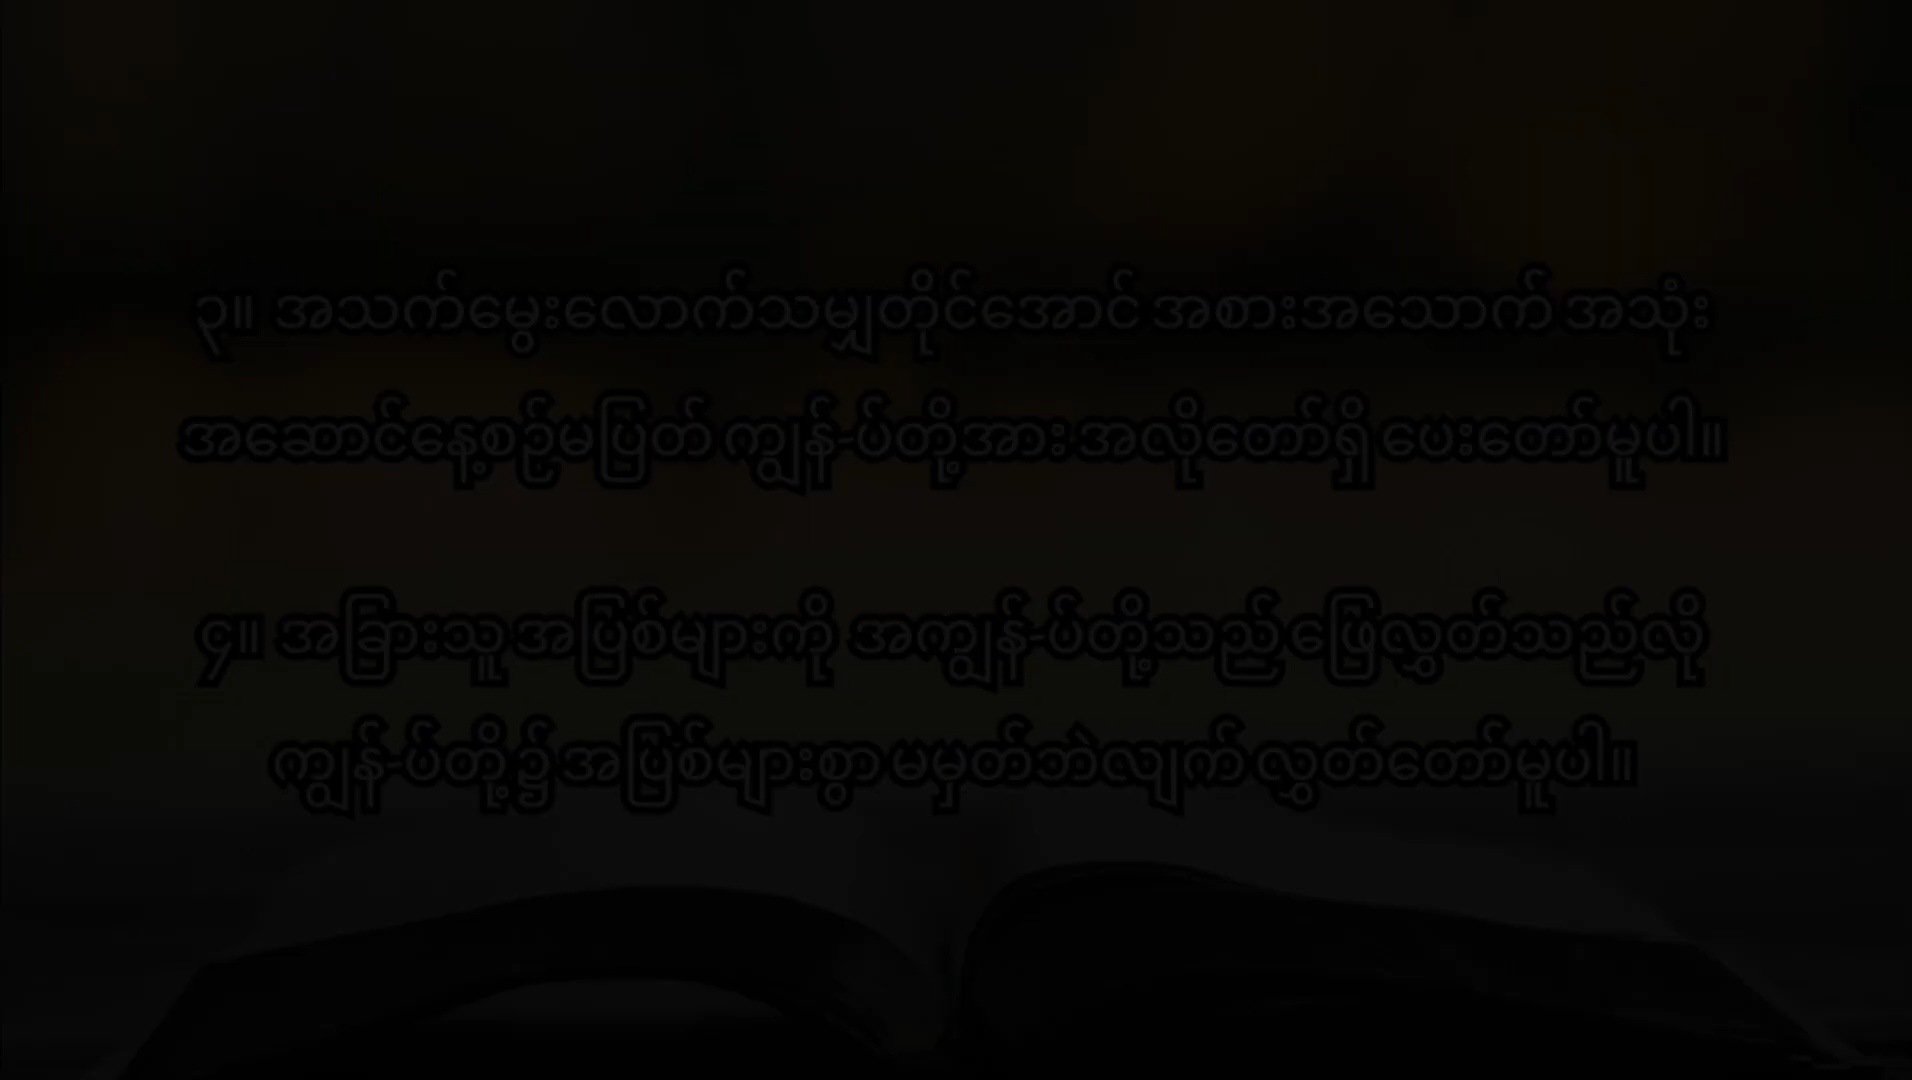 ၃။ အသက်မွေးလောက်သမျှတိုင်အောင် အစားအသောက် အသုံး
အဆောင်နေ့စဉ်မပြတ် ကျွန်-ပ်တို့အား အလိုတော်ရှိ ပေးတော်မူပါ။
၄။ အခြားသူ အပြစ်များကို အကျွန်-ပ်တို့သည် ဖြေလွှတ်သည်လို
ကျွန်-ပ်တို့၌ အပြစ်များစွာ မမှတ်ဘဲလျက် လွှတ်တော်မူပါ။